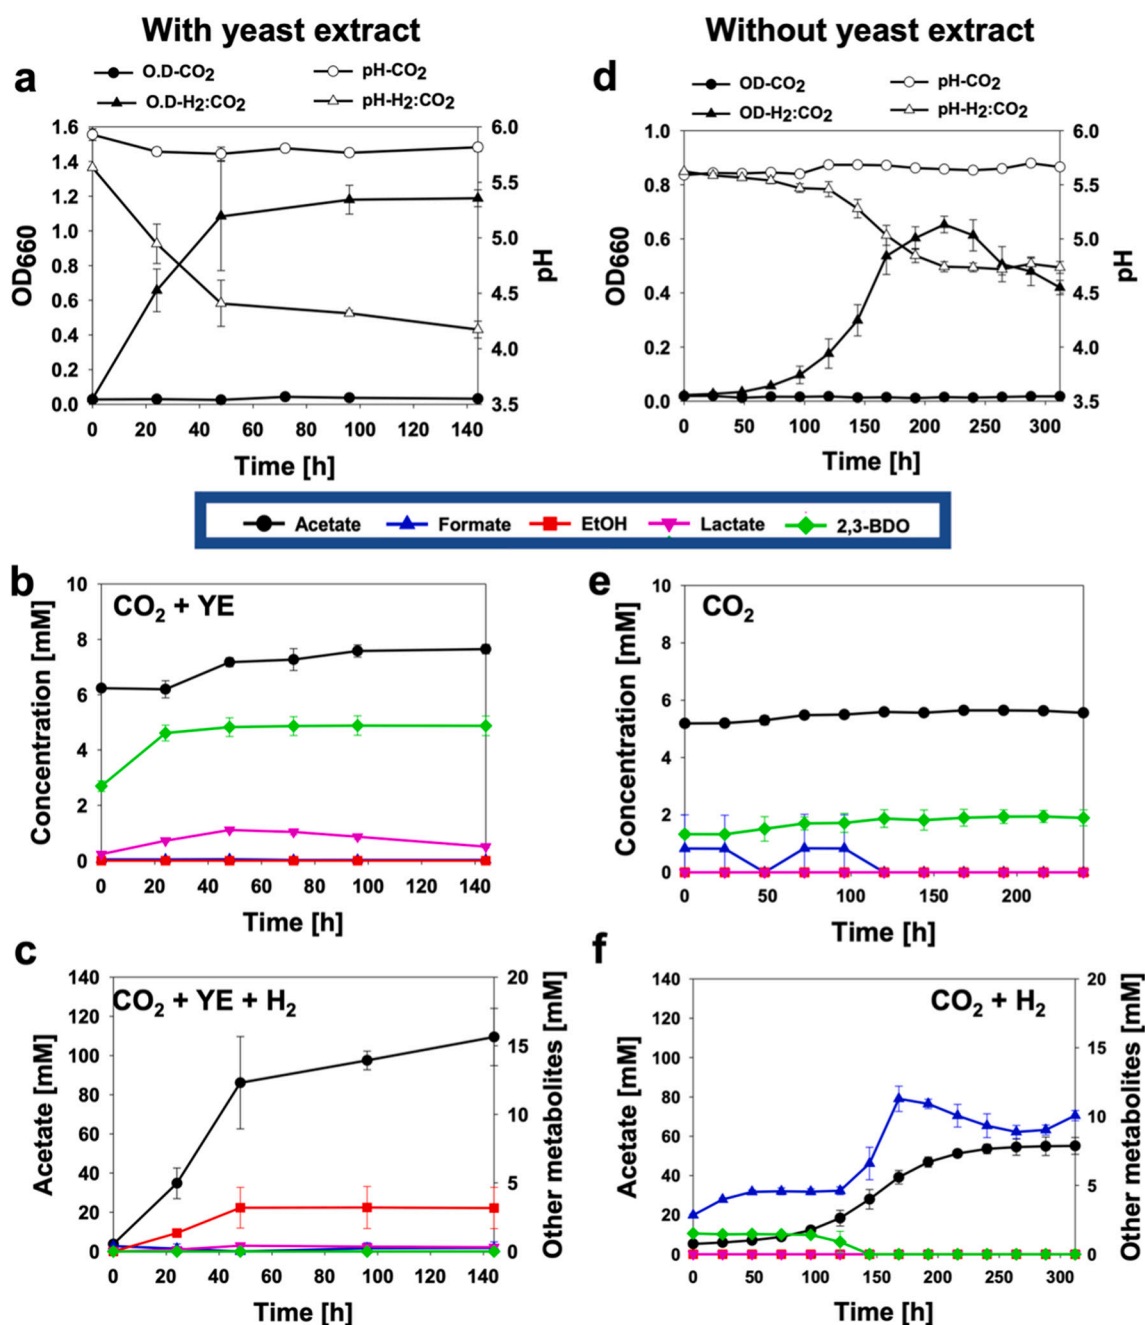 With yeast extract
Without yeast extract
a
O.D-CO2
pH-CO2
O.D-H2:CO2
pH-H2:CO2
1.6
1.4
1.2
1.0
0.8
0.6
0.4
0.2
0.0
OD660
6.0
5.5
5.0
4.5
4.0
3.5
pH
0 20 40 60 80 100 120 140
Time [h]
d
OD-CO2
pH-CO2
OD-H2:CO2
pH-H2:CO2
1.0
0.8
0.6
0.4
0.2
0.0
OD660
6.0
5.5
5.0
4.5
4.0
3.5
pH
0 50 100 150 200 250 300
Time [h]
Acetate Formate EtOH Lactate 2,3-BDO
b
CO2 + YE
10
8
6
4
2
0
Concentration [mM]
0 20 40 60 80 100 120 140
Time [h]
e
CO2
10
8
6
4
2
0
Concentration [mM]
0 50 100 150 200
Time [h]
c
CO2 + YE + H2
140
120
100
80
60
40
20
0
Acetate [mM]
20
15
10
5
0
Other metabolites [mM]
0 20 40 60 80 100 120 140
Time [h]
f
CO2 + H2
140
120
100
80
60
40
20
0
Acetate [mM]
20
15
10
5
0
Other metabolites [mM]
0 50 100 150 200 250 300
Time [h]